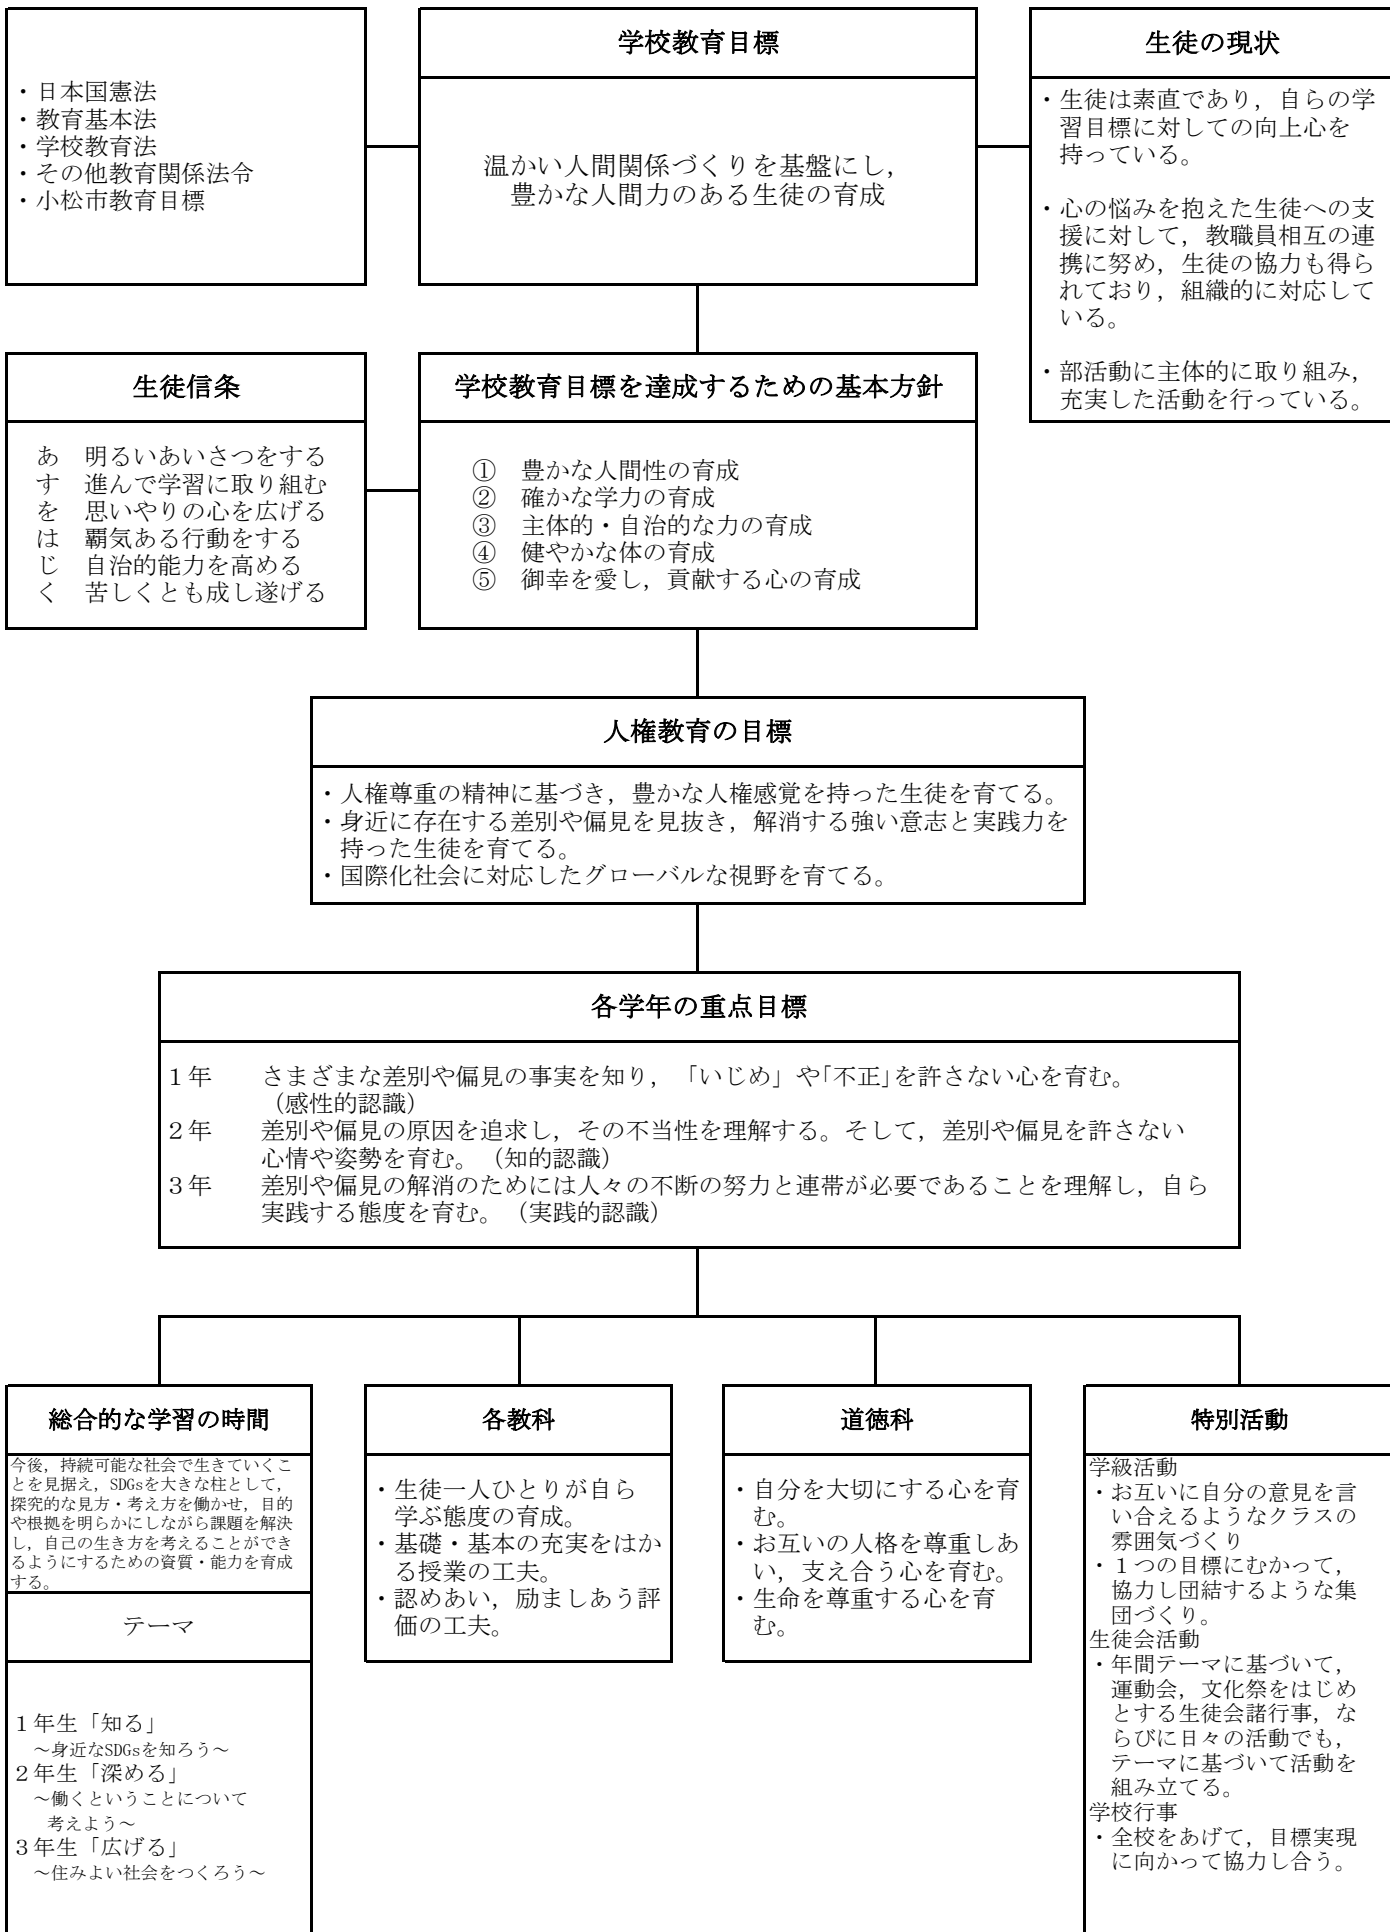 ・日本国憲法
・教育基本法
・学校教育法
・その他教育関係法令
・小松市教育目標
学校教育目標
温かい人間関係づくりを基盤にし，
豊かな人間力のある生徒の育成
生徒の現状
・生徒は素直であり，自らの学
習目標に対しての向上心を
持っている。
・心の悩みを抱えた生徒への支
援に対して，教職員相互の連
携に努め，生徒の協力も得ら
れており，組織的に対応して
いる。
・部活動に主体的に取り組み，
充実した活動を行っている。
生徒信条
あ　明るいあいさつをする
す　進んで学習に取り組む
を　思いやりの心を広げる
は　覇気ある行動をする
じ　自治的能力を高める
く　苦しくとも成し遂げる
学校教育目標を達成するための基本方針
①　豊かな人間性の育成
②　確かな学力の育成
③　主体的・自治的な力の育成
④　健やかな体の育成
⑤　御幸を愛し，貢献する心の育成
人権教育の目標
・人権尊重の精神に基づき，豊かな人権感覚を持った生徒を育てる。
・身近に存在する差別や偏見を見抜き，解消する強い意志と実践力を
持った生徒を育てる。
・国際化社会に対応したグローバルな視野を育てる。
各学年の重点目標
１年　さまざまな差別や偏見の事実を知り，「いじめ」や「不正」を許さない心を育む。
（感性的認識）
２年　差別や偏見の原因を追求し，その不当性を理解する。そして，差別や偏見を許さない
心情や姿勢を育む。（知的認識）
３年　差別や偏見の解消のためには人々の不断の努力と連帯が必要であることを理解し，自ら
実践する態度を育む。（実践的認識）
総合的な学習の時間
今後，持続可能な社会で生きていくこ
とを見据え，SDGsを大きな柱として，
探究的な見方・考え方を働かせ，目的
や根拠を明らかにしながら課題を解決
し，自己の生き方を考えることができ
るようにするための資質・能力を育成
する。
テーマ
１年生「知る」
～身近なSDGsを知ろう～
２年生「深める」
～働くということについて
考えよう～
３年生「広げる」
～住みよい社会をつくろう～
各教科
・生徒一人ひとりが自ら
学ぶ態度の育成。
・基礎・基本の充実をはか
る授業の工夫。
・認めあい，励ましあう評
価の工夫。
道徳科
・自分を大切にする心を育
む。
・お互いの人格を尊重しあ
い，支え合う心を育む。
・生命を尊重する心を育
む。
特別活動
学級活動
・お互いに自分の意見を言
い合えるようなクラスの
雰囲気づくり
・１つの目標にむかって，
協力し団結するような集
団づくり。
生徒会活動
・年間テーマに基づいて，
運動会，文化祭をはじめ
とする生徒会諸行事，な
らびに日々の活動でも，
テーマに基づいて活動を
組み立てる。
学校行事
・全校をあげて，目標実現
に向かって協力し合う。